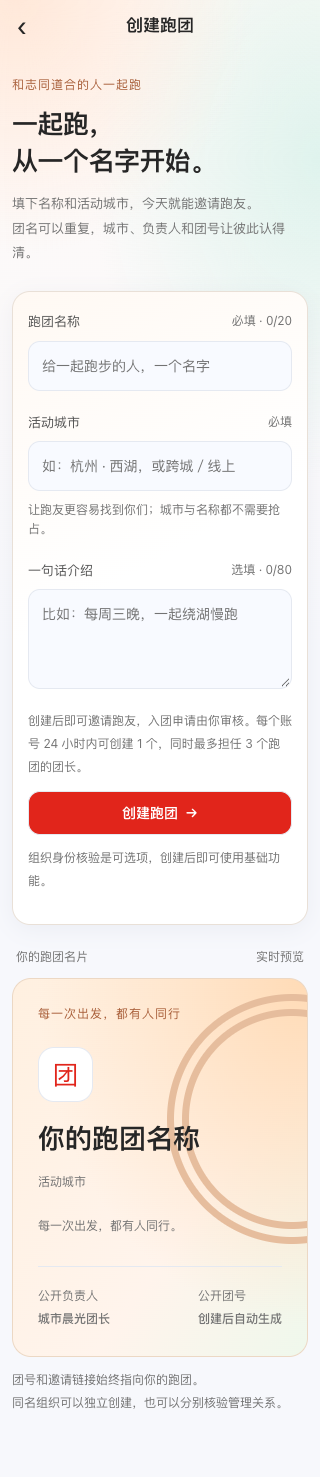 创建跑团
和志同道合的人一起跑
一起跑，
从一个名字开始。
填下名称和活动城市，今天就能邀请跑友。
团名可以重复，城市、负责人和团号让彼此认得
清。
跑团名称 必填 · 0/20
给一起跑步的人，一个名字
活动城市 必填
如：杭州 · 西湖，或跨城 / 线上
让跑友更容易找到你们；城市与名称都不需要抢
占。
一句话介绍 选填 · 0/80
比如：每周三晚，一起绕湖慢跑
创建后即可邀请跑友，入团申请由你审核。每个账
号 24 小时内可创建 1 个，同时最多担任 3 个跑
团的团长。
创建跑团 →
组织身份核验是可选项，创建后即可使用基础功
能。
你的跑团名片 实时预览
每一次出发，都有人同行
团
你的跑团名称
活动城市
每一次出发，都有人同行。
公开负责人 公开团号
城市晨光团长 创建后自动生成
团号和邀请链接始终指向你的跑团。
同名组织可以独立创建，也可以分别核验管理关系。